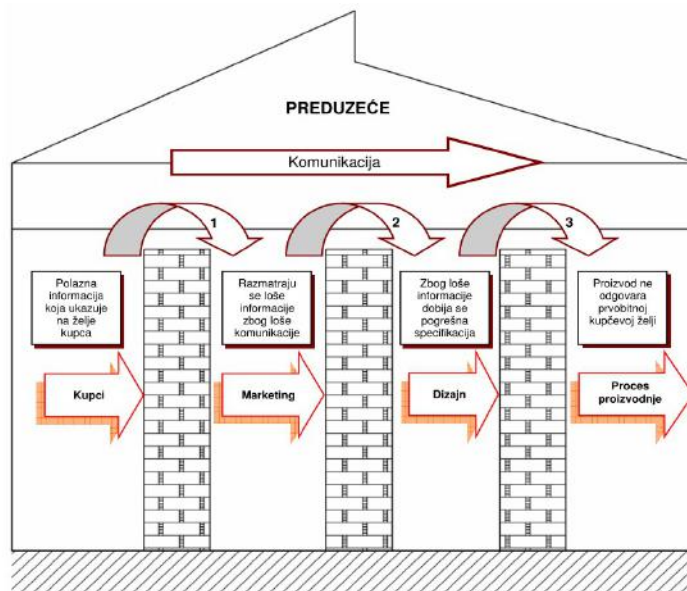 PREDUZEĆE
Komunikacija
1
2
3
Polazna
informacija
koja ukazuje
na želje
kupca
Razmatraju
se loše
informacije
zbog loše
komunikacije
Zbog loše
informacije
dobija se
pogrešna
specifikacija
Proizvod ne
odgovara
prvobitnoj
kupčevoj želji
Kupci
Marketing
Dizajn
Proces
proizvodnje